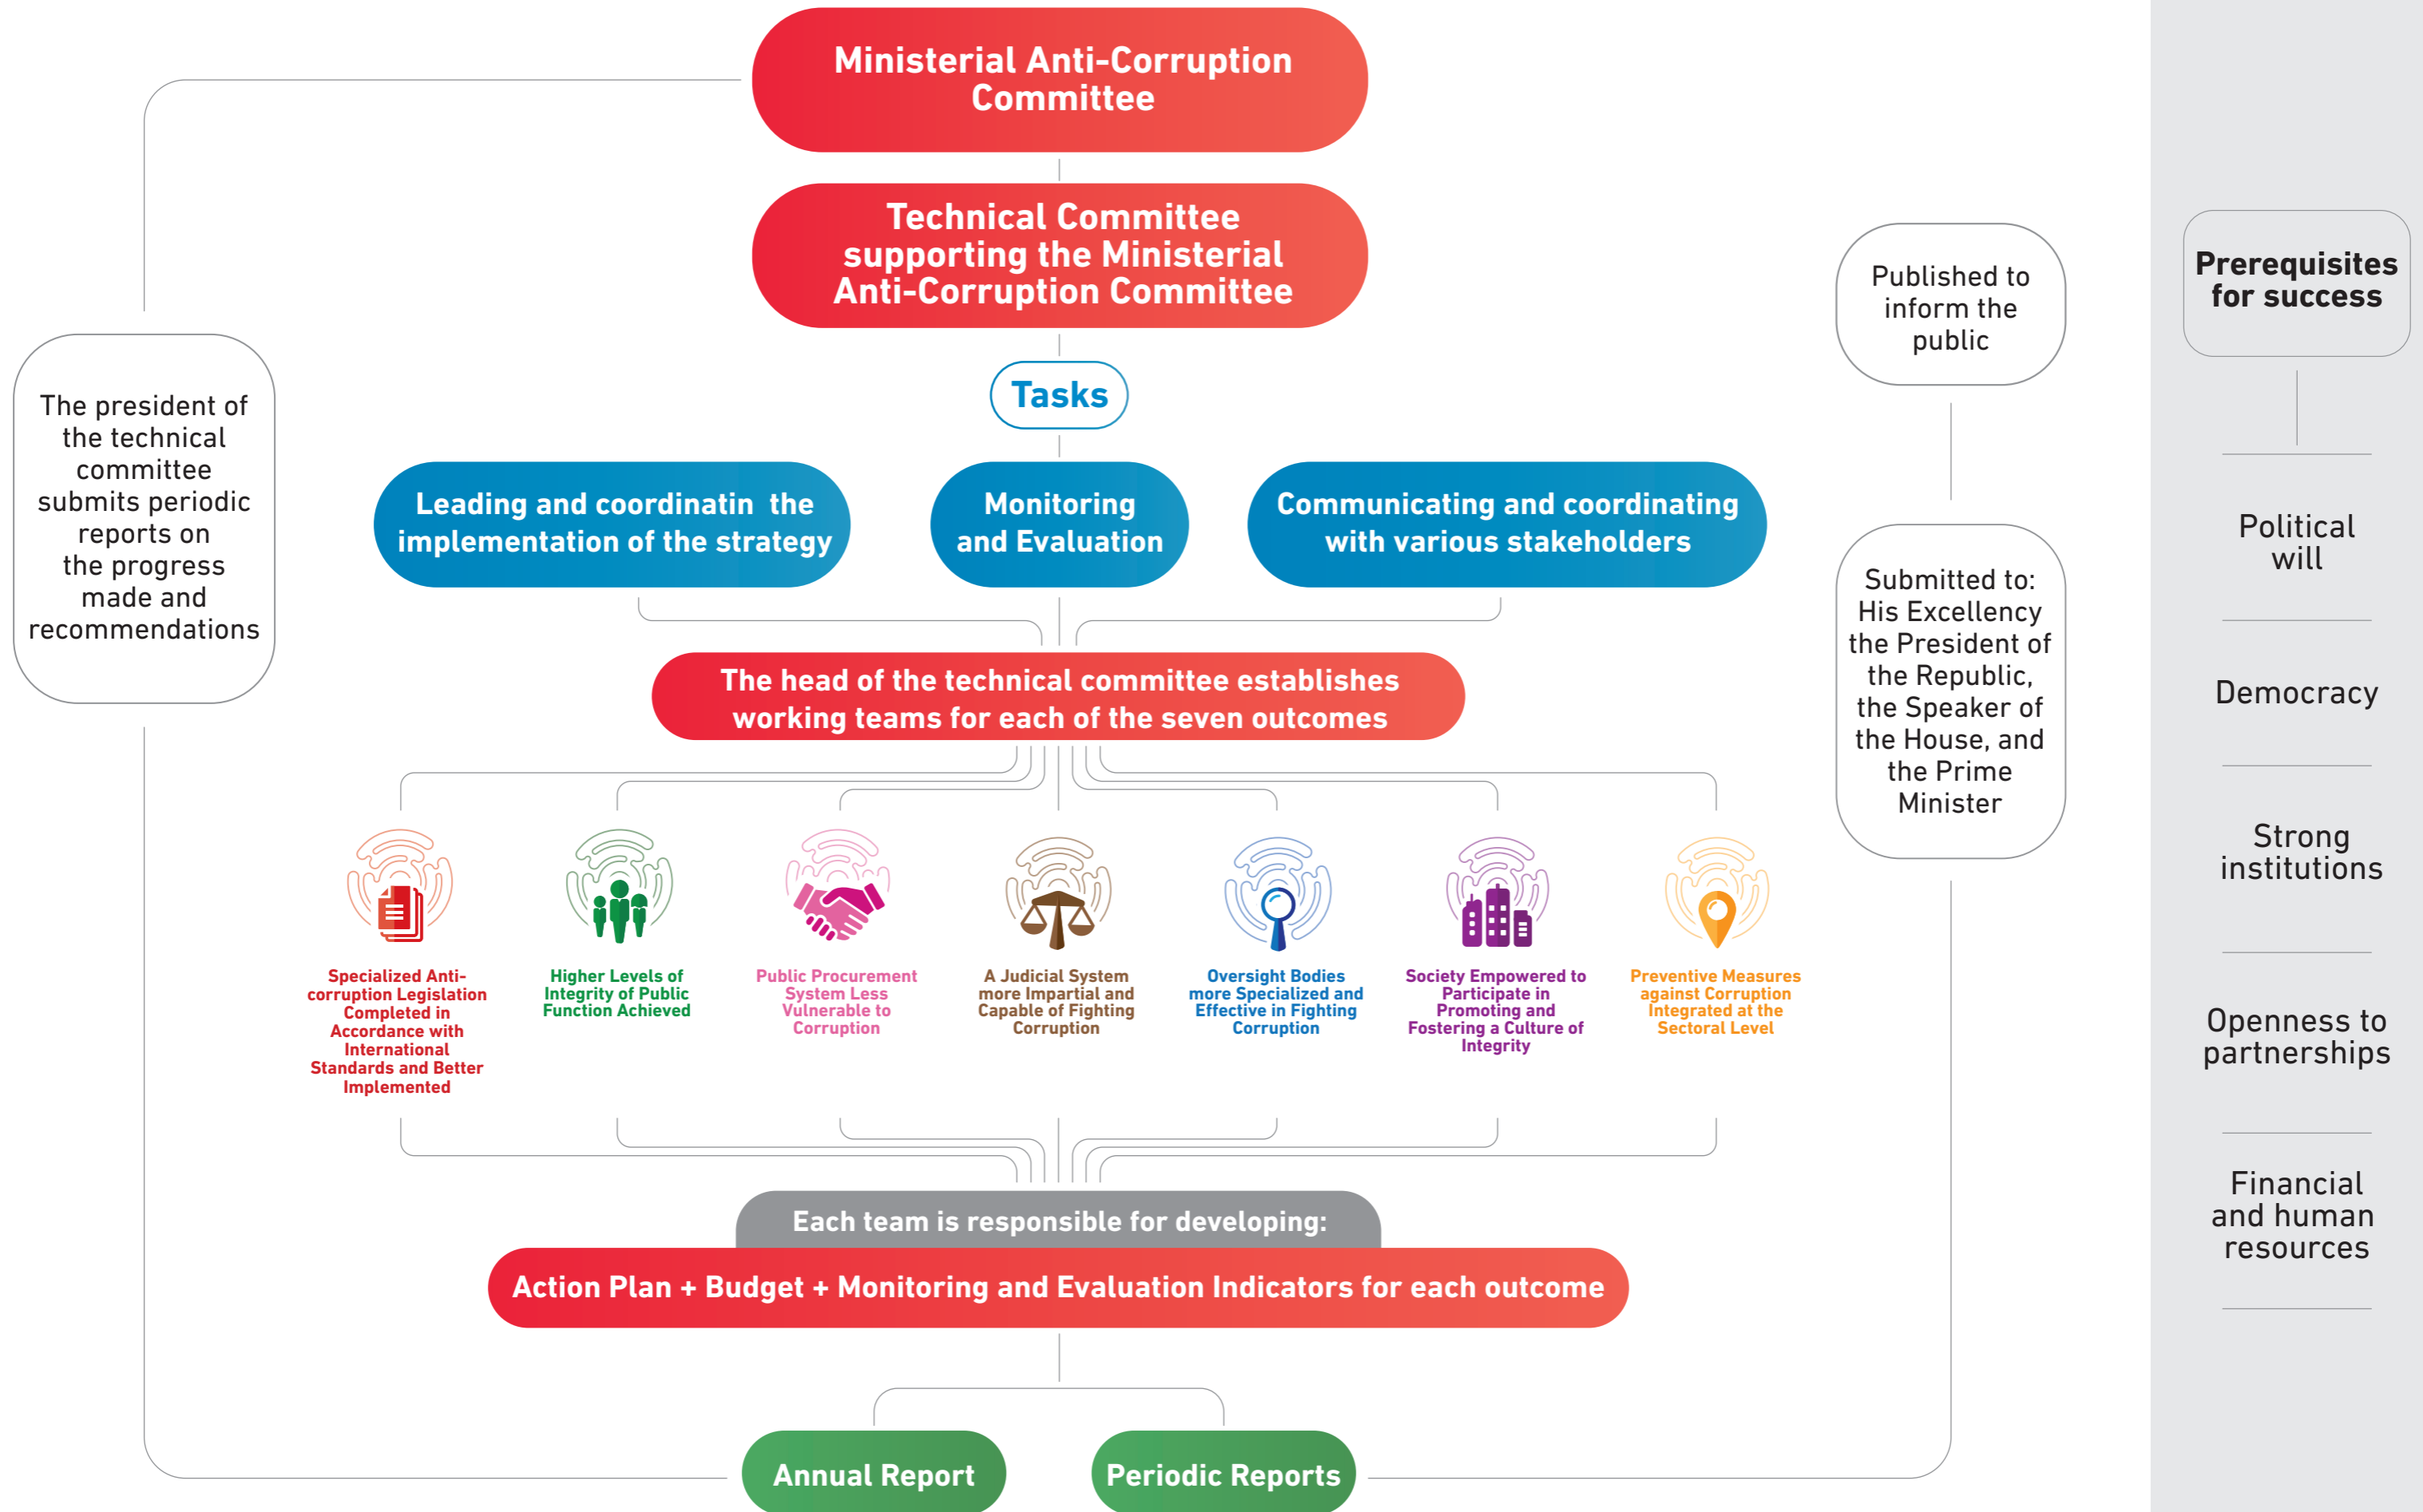 Ministerial Anti-Corruption
Committee
Technical Committee
supporting the Ministerial
Anti-Corruption Committee
Tasks
Leading and coordinatin  the
implementation of the strategy
Monitoring
and Evaluation
Communicating and coordinating
with various stakeholders
The president of
the technical
committee
submits periodic
reports on
the progress
made and
recommendations
The head of the technical committee establishes
working teams for each of the seven outcomes
Specialized Anti-
corruption Legislation
Completed in
Accordance with
International
Standards and Better
Implemented
Higher Levels of
Integrity of Public
Function Achieved
Public Procurement
System Less
Vulnerable to
Corruption
A Judicial System
more Impartial and
Capable of Fighting
Corruption
Oversight Bodies
more Specialized and
Effective in Fighting
Corruption
Society Empowered to
Participate in
Promoting and
Fostering a Culture of
Integrity
Preventive Measures
against Corruption
Integrated at the
Sectoral Level
Each team is responsible for developing:
Action Plan + Budget + Monitoring and Evaluation Indicators for each outcome
Annual Report
Periodic Reports
Published to
inform the
public
Submitted to:
His Excellency
the President of
the Republic,
the Speaker of
the House, and
the Prime
Minister
Prerequisites
for success
Political
will
Democracy
Strong
institutions
Openness to
partnerships
Financial
and human
resources